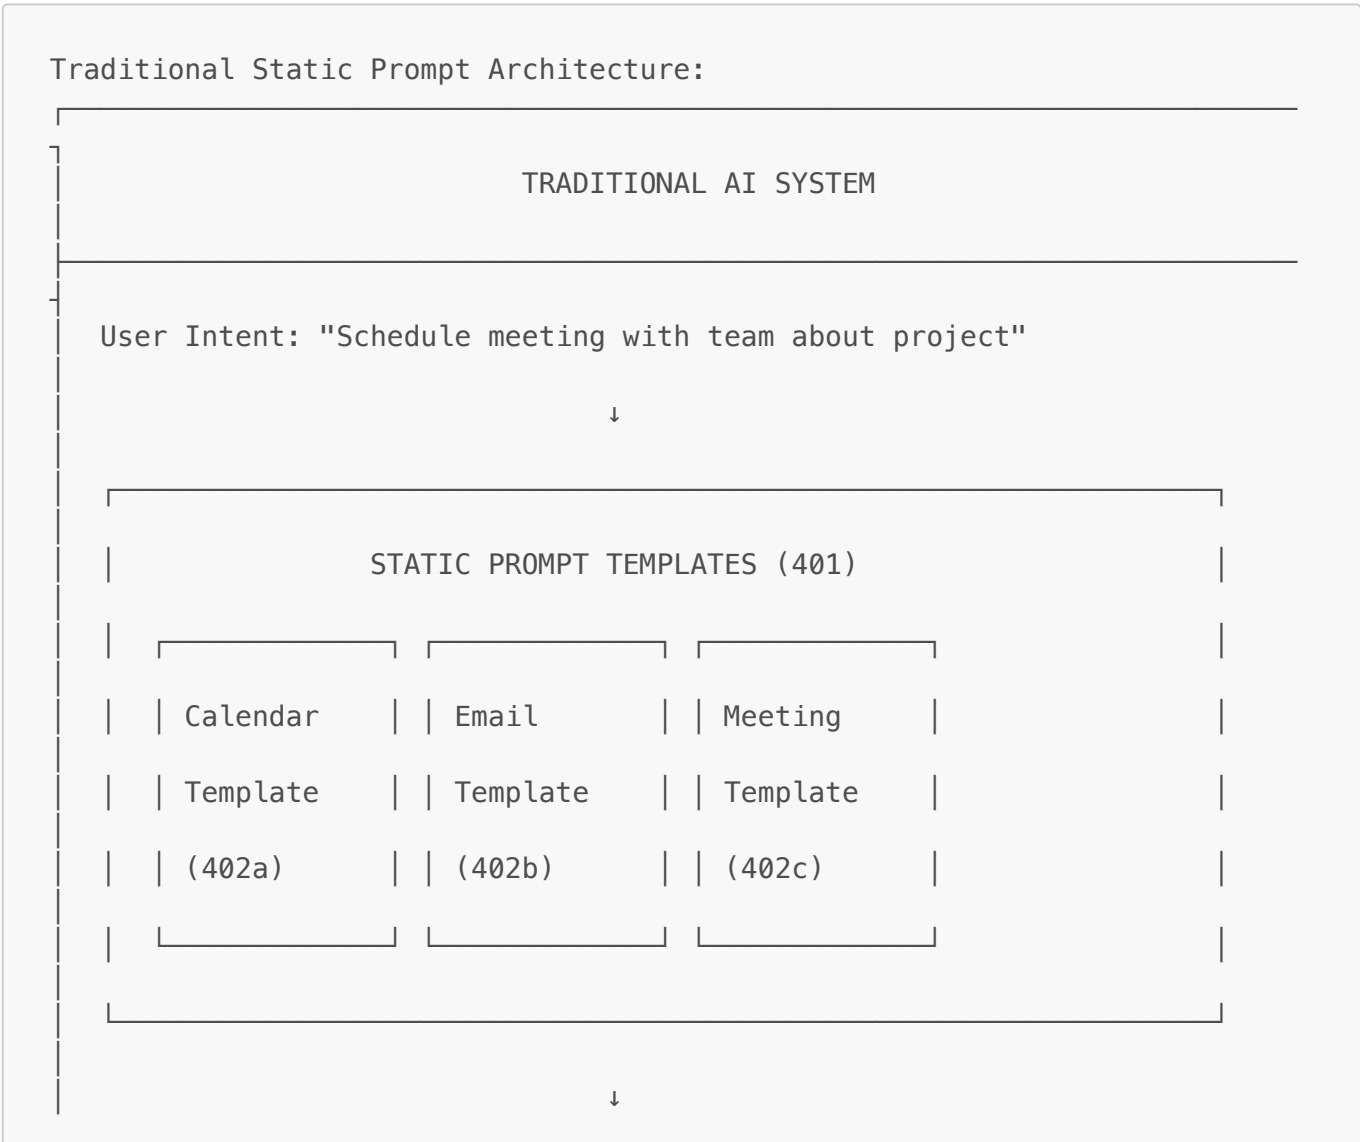 Traditional Static Prompt Architecture:
TRADITIONAL AI SYSTEM
User Intent: "Schedule meeting with team about project"
↓
STATIC PROMPT TEMPLATES (401)
Calendar Email Meeting
Template Template Template
(402a) (402b) (402c)
↓